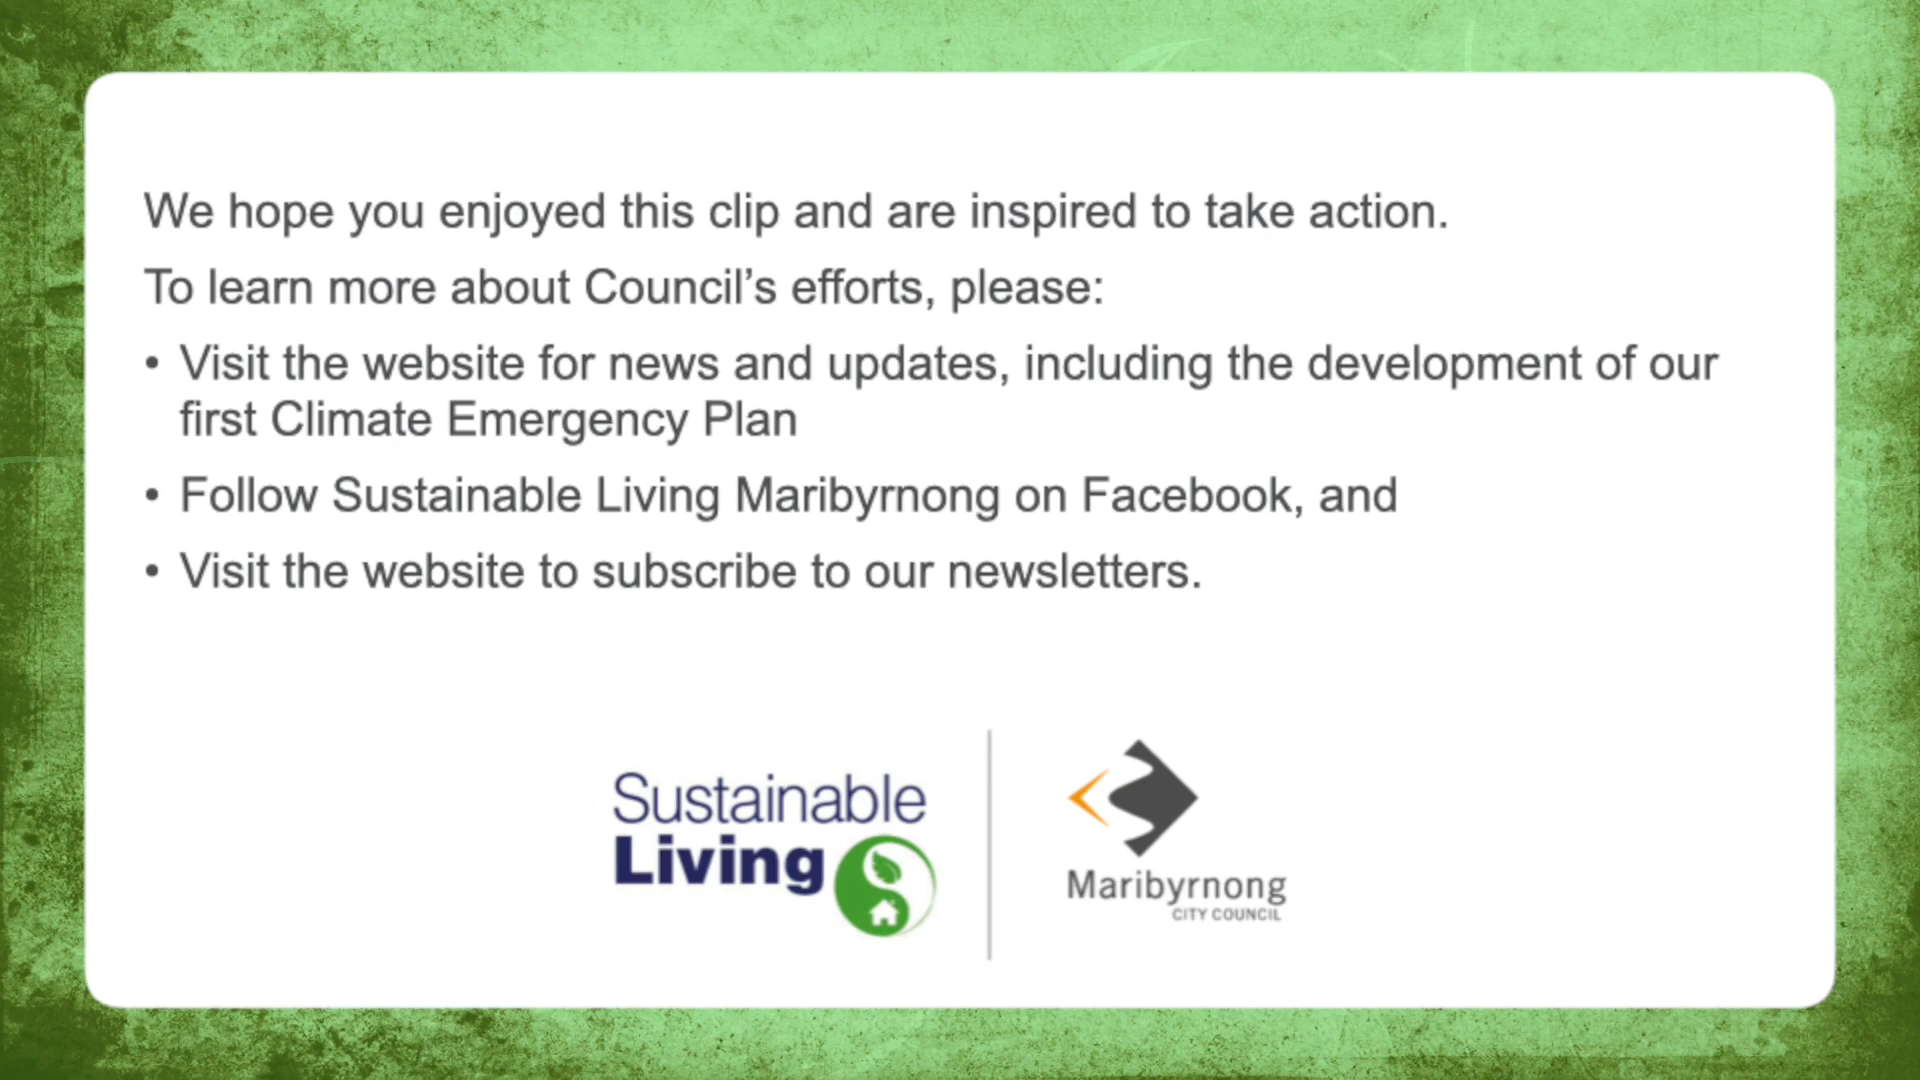 We hope you enjoyed this clip and are inspired to take action.
To learn more about Council’s efforts, please:
• Visit the website for news and updates, including the development of our
first Climate Emergency Plan
• Follow Sustainable Living Maribyrnong on Facebook, and
• Visit the website to subscribe to our newsletters.
Sustainable
Living
Maribyrnong
CITY COUNCIL